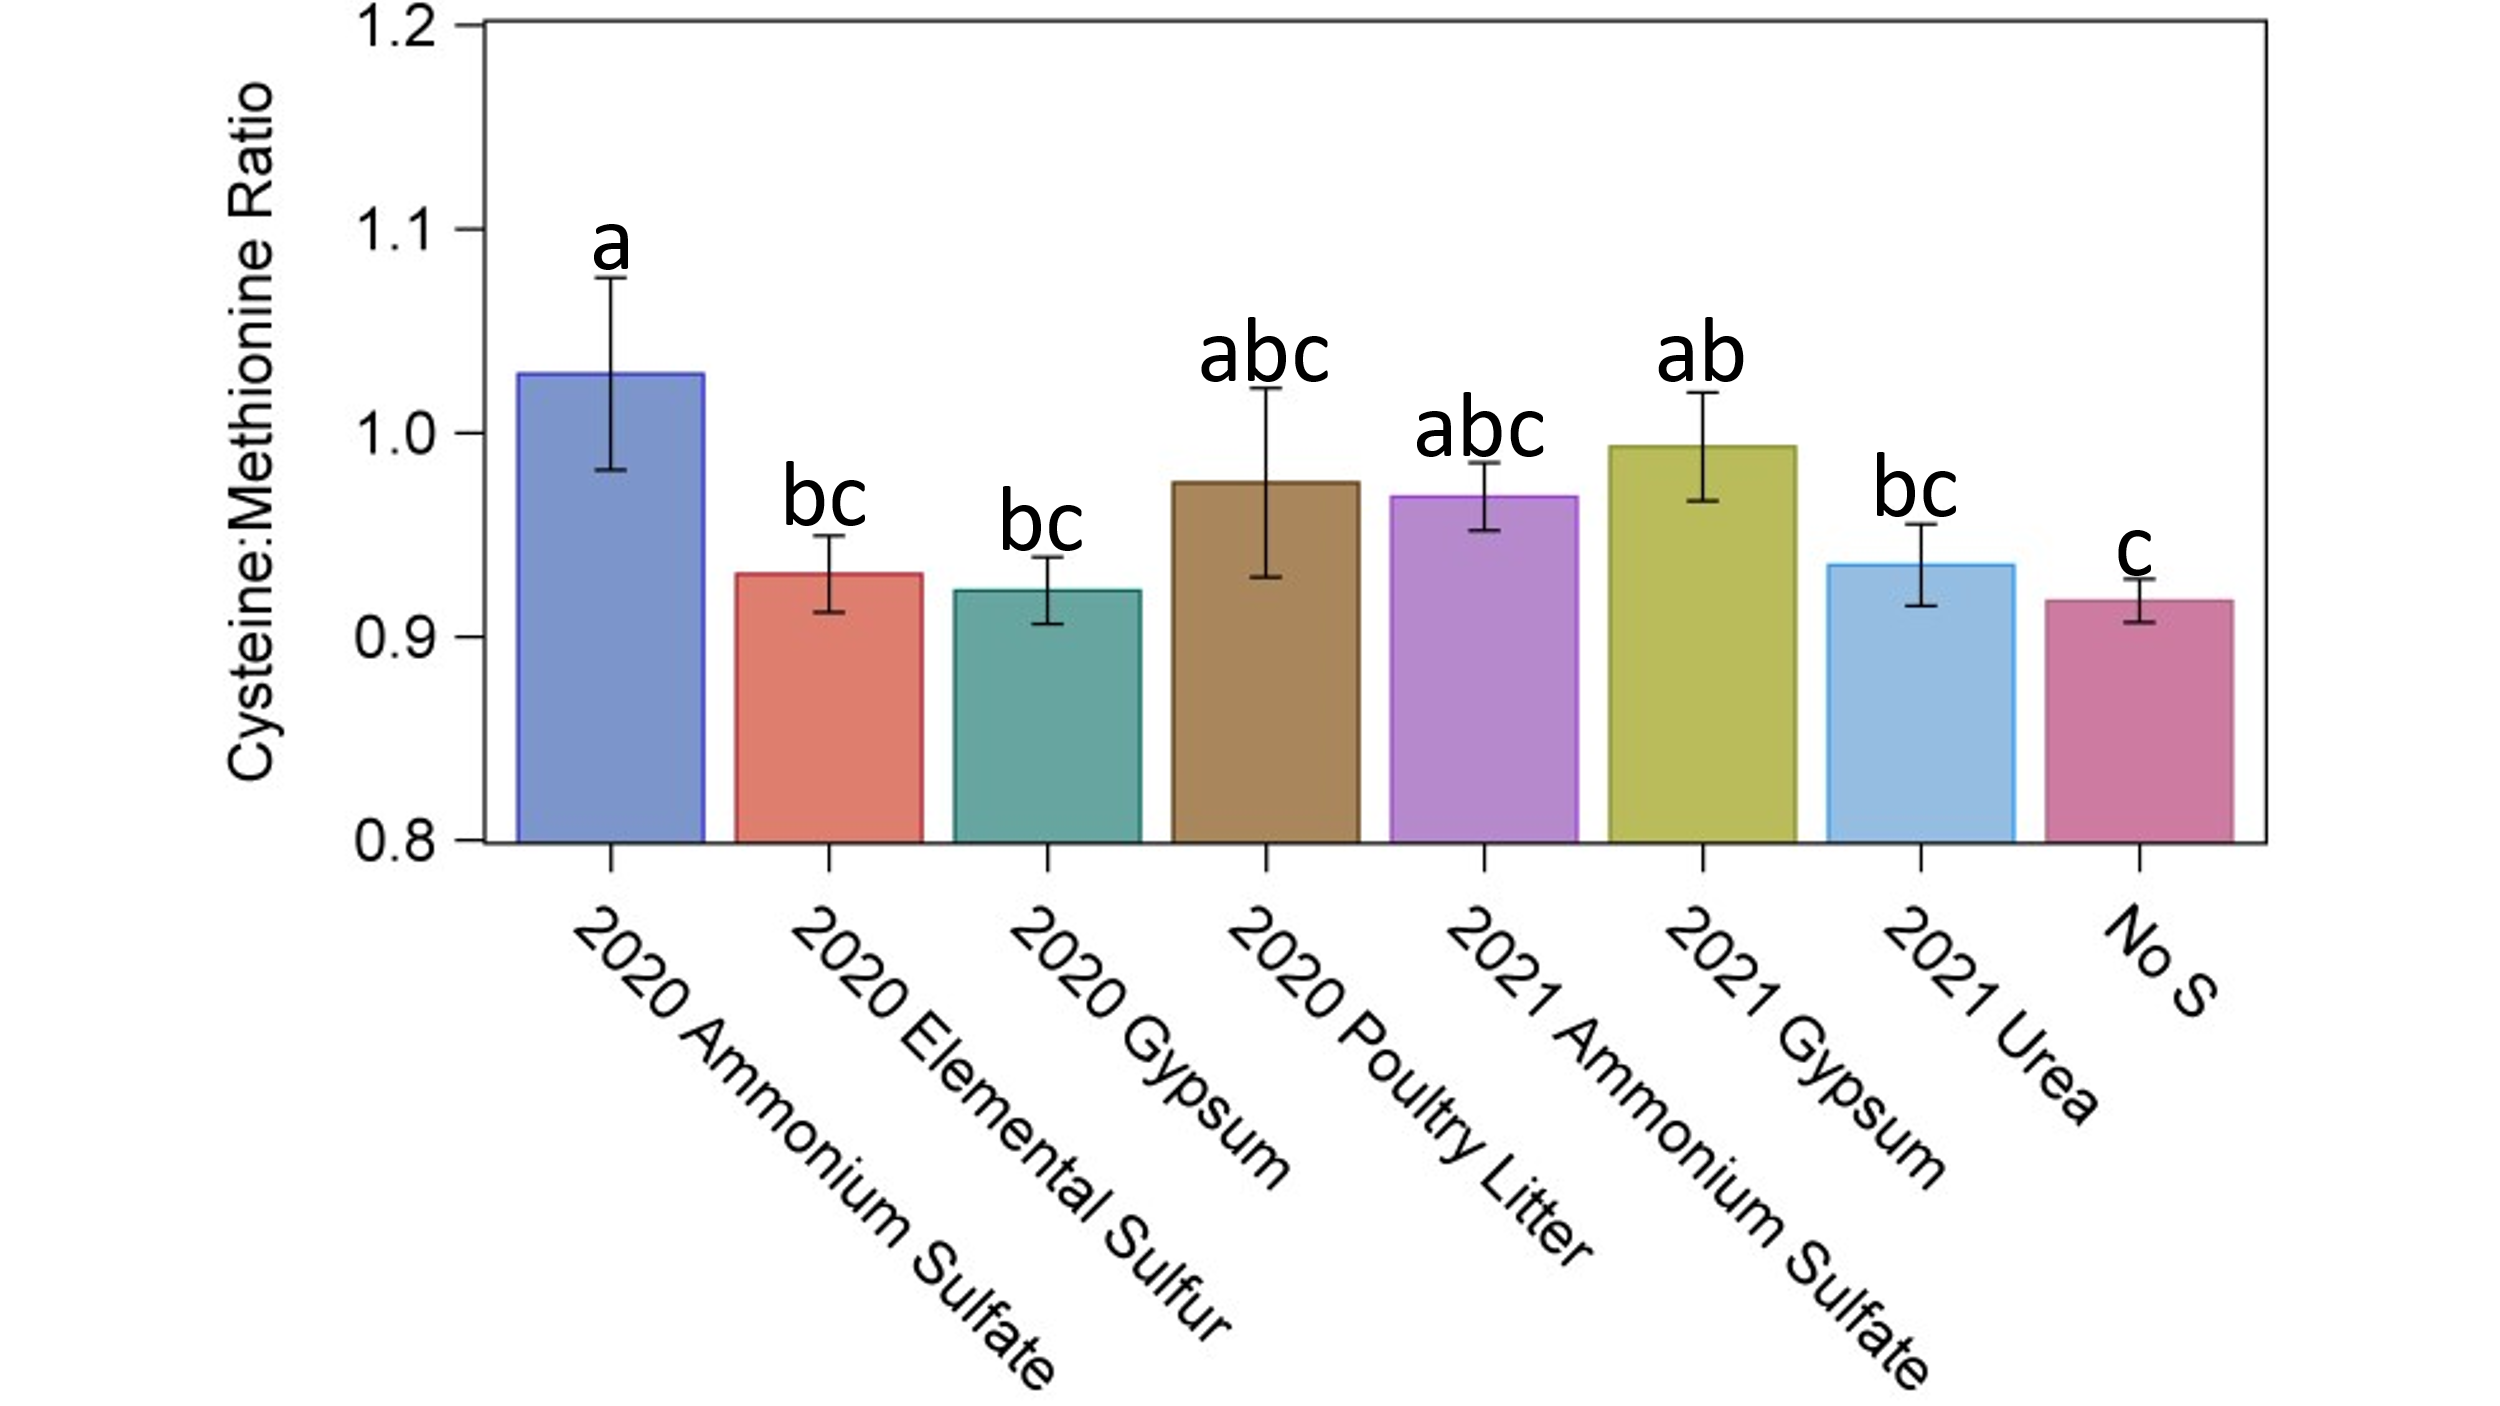 Cysteine:Methionine Ratio
1.2
1.1
1.0
0.9
0.8
a
bc
bc
abc
abc
ab
bc
c
2020 Ammonium Sulfate
2020 Elemental Sulfur
2020 Gypsum
2020 Poultry Litter
2021 Ammonium Sulfate
2021 Gypsum
2021 Urea
No S